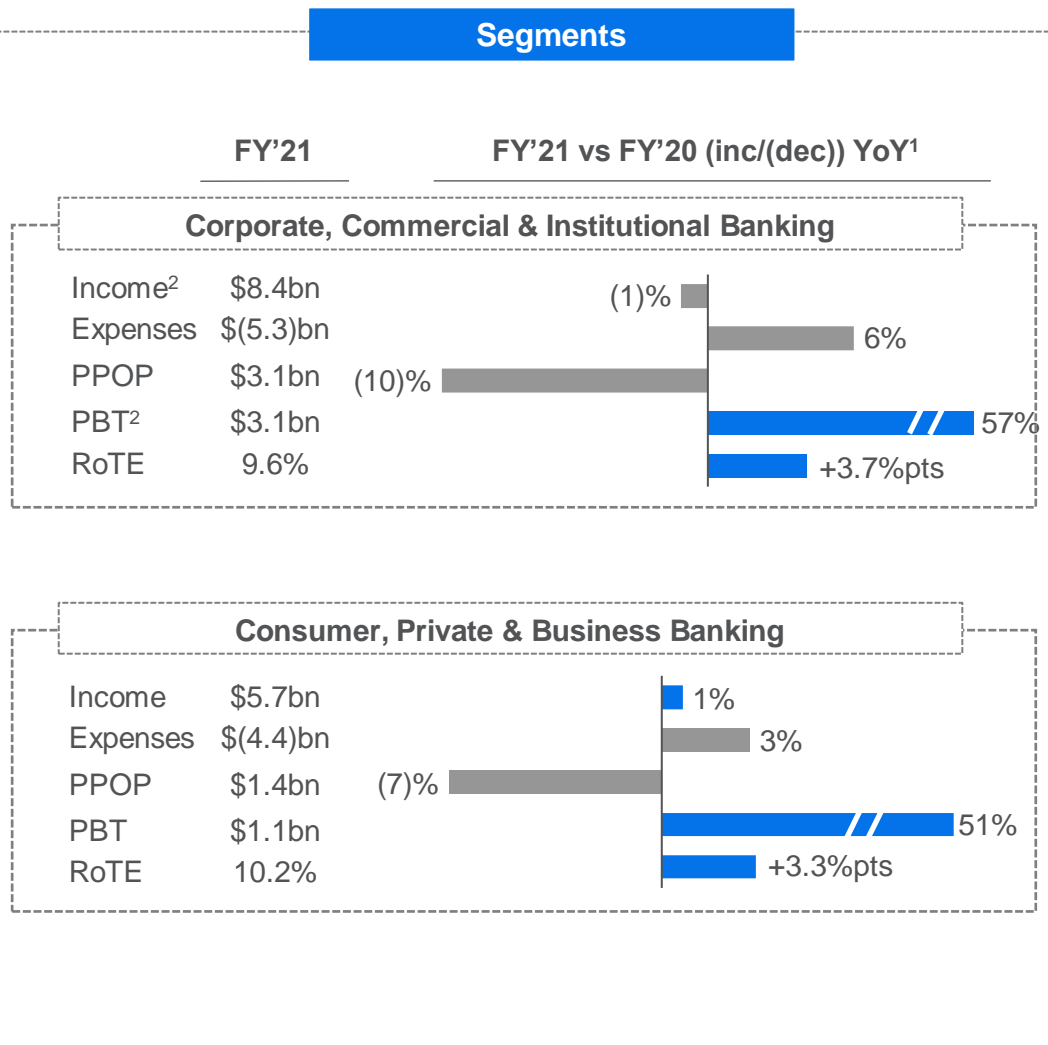 Segments
FY’21 FY’21 vs FY’20 (inc/(dec)) YoY¹
Corporate, Commercial & Institutional Banking
Income² $8.4bn (1)%
Expenses $(5.3)bn 6%
PPOP $3.1bn (10)%
PBT² $3.1bn 57%
RoTE 9.6% +3.7%pts
Consumer, Private & Business Banking
Income $5.7bn 1%
Expenses $(4.4)bn 3%
PPOP $1.4bn (7)%
PBT $1.1bn 51%
RoTE 10.2% +3.3%pts